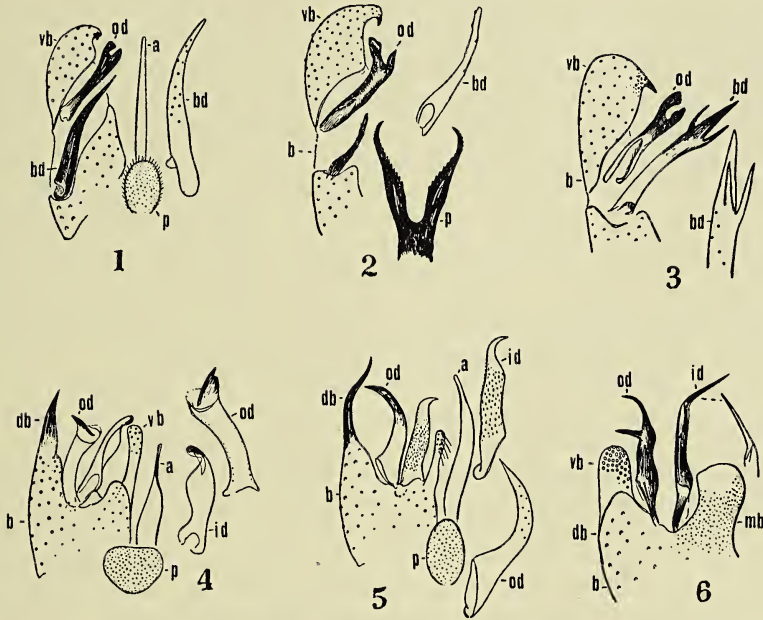 vb od a bd bd p
1
vb od bd b p
2
vb od bd b bd
3
db od vb a od b id p
4
db od a id b p od
5
od id vb db b mb
6